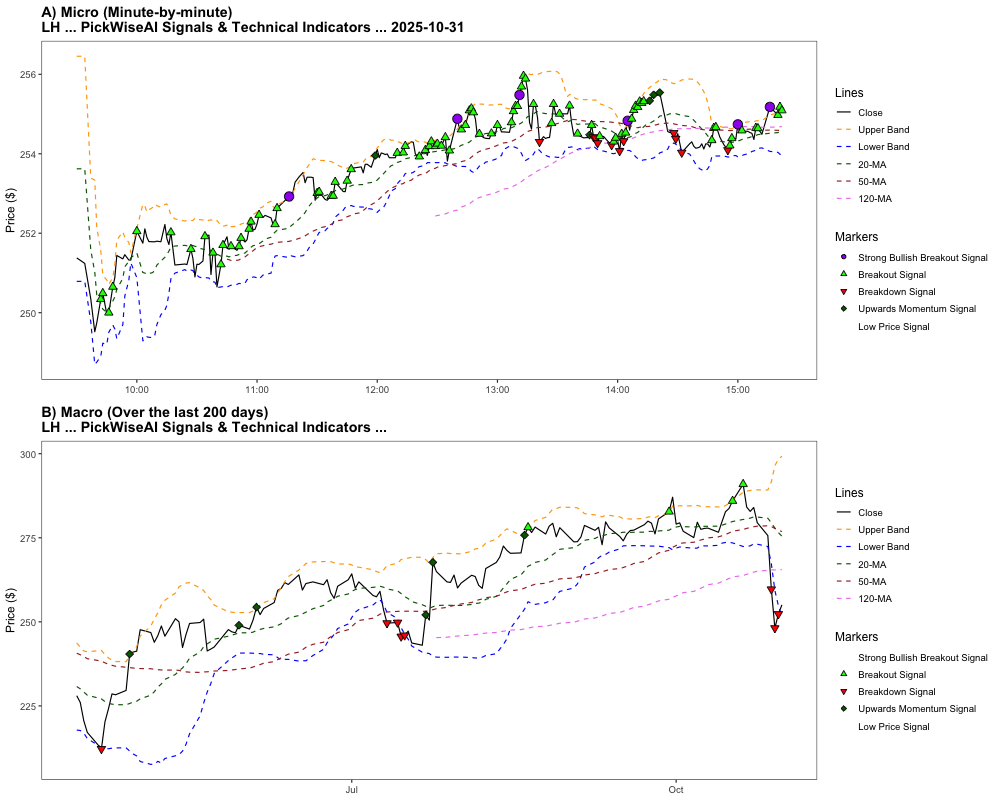 A) Micro (Minute-by-minute)
LH ... PickWiseAI Signals & Technical Indicators ... 2025-10-31
Price ($)
256
254
252
250
10:00
11:00
12:00
13:00
14:00
15:00
Lines
Close
Upper Band
Lower Band
20-MA
50-MA
120-MA
Markers
Strong Bullish Breakout Signal
Breakout Signal
Breakdown Signal
Upwards Momentum Signal
Low Price Signal
B) Macro (Over the last 200 days)
LH ... PickWiseAI Signals & Technical Indicators ...
Price ($)
300
275
250
225
Jul
Oct
Lines
Close
Upper Band
Lower Band
20-MA
50-MA
120-MA
Markers
Strong Bullish Breakout Signal
Breakout Signal
Breakdown Signal
Upwards Momentum Signal
Low Price Signal